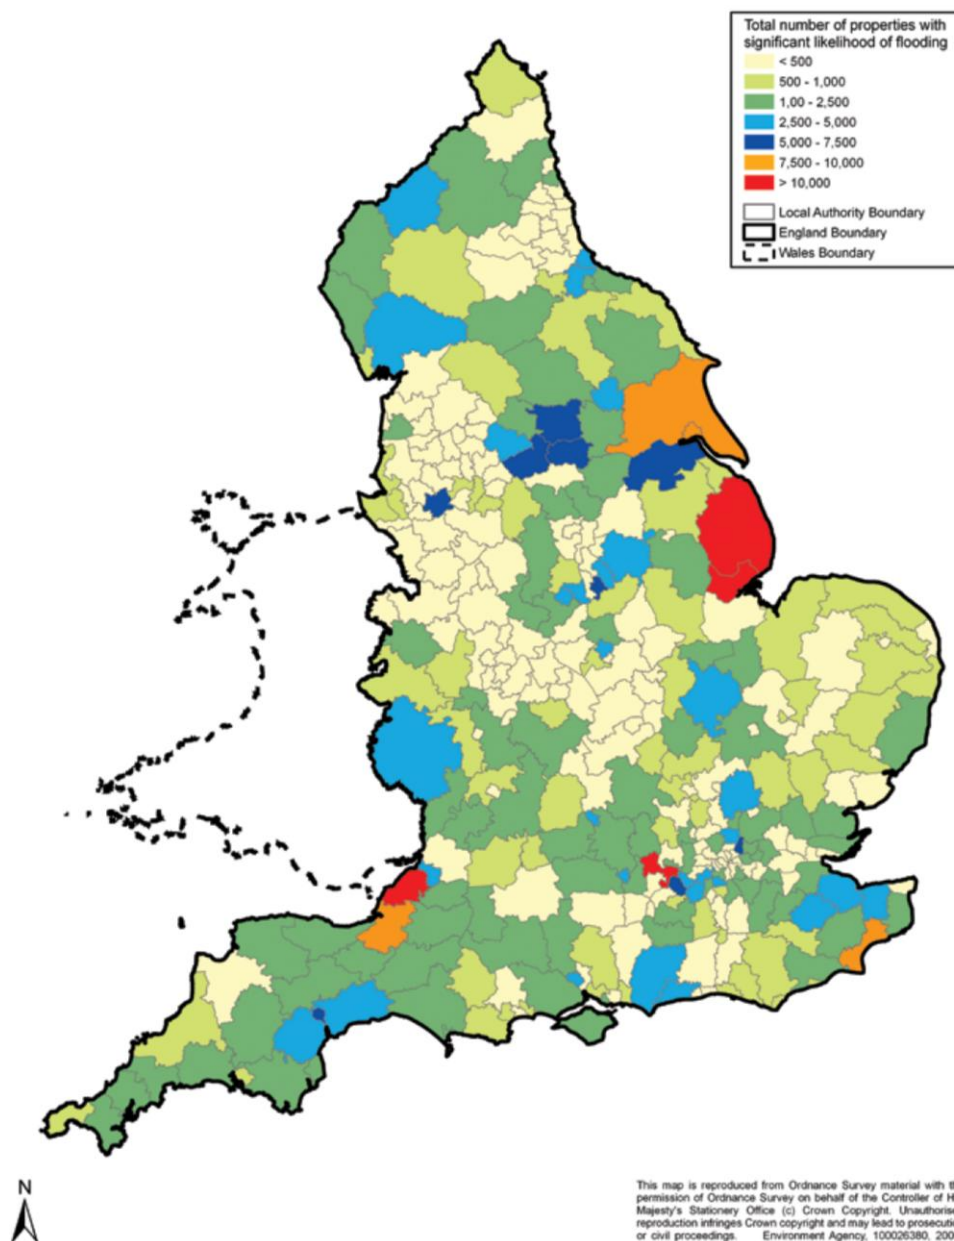 Total number of properties with
significant likelihood of flooding
< 500
500 - 1,000
1,00 - 2,500
2,500 - 5,000
5,000 - 7,500
7,500 - 10,000
> 10,000
Local Authority Boundary
England Boundary
Wales Boundary
N
This map is reproduced from Ordnance Survey material with th
permission of Ordnance Survey on behalf of the Controller of H
Majesty's Stationery Office (c) Crown Copyright. Unauthorise
reproduction infringes Crown copyright and may lead to prosecuti
or civil proceedings. Environment Agency, 100026380, 200